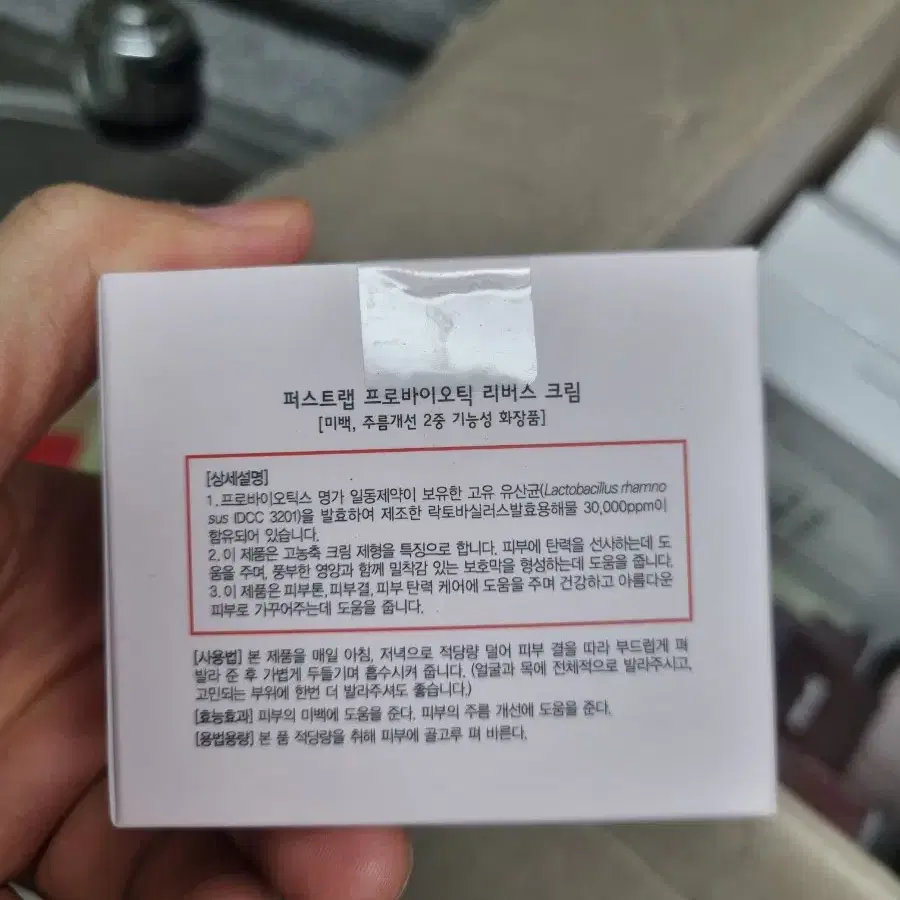 퍼스트랩 프로바이오틱 리버스 크림
[미백, 주름개선 2중 기능성 화장품]
[상세설명]
1. 프로바이오틱스 명가 일동제약이 보유한 고유 유산균(Lactobacillus rhamno
sus IDCC 3201)을 발효하여 제조한 락토바실러스발효용해물 30,000ppm이
함유되어 있습니다.
2. 이 제품은 고농축 크림 제형을 특징으로 합니다. 피부에 탄력을 선사하는데 도
움을 주며, 풍부한 영양과 함께 밀착감 있는 보호막을 형성하는데 도움을 줍니다.
3. 이 제품은 피부톤, 피부결, 피부 탄력 케어에 도움을 주며 건강하고 아름다운
피부로 가꾸어주는데 도움을 줍니다.
[사용법] 본 제품을 매일 아침, 저녁으로 적당량 덜어 피부 결을 따라 부드럽게 펴
발라 준 후 가볍게 두들기며 흡수시켜 줍니다. (얼굴과 목에 전체적으로 발라주시고,
고민되는 부위에 한번 더 발라주셔도 좋습니다.)
[효능효과] 피부의 미백에 도움을 준다. 피부의 주름 개선에 도움을 준다.
[용법용량] 본 품 적당량을 취해 피부에 골고루 펴 바른다.